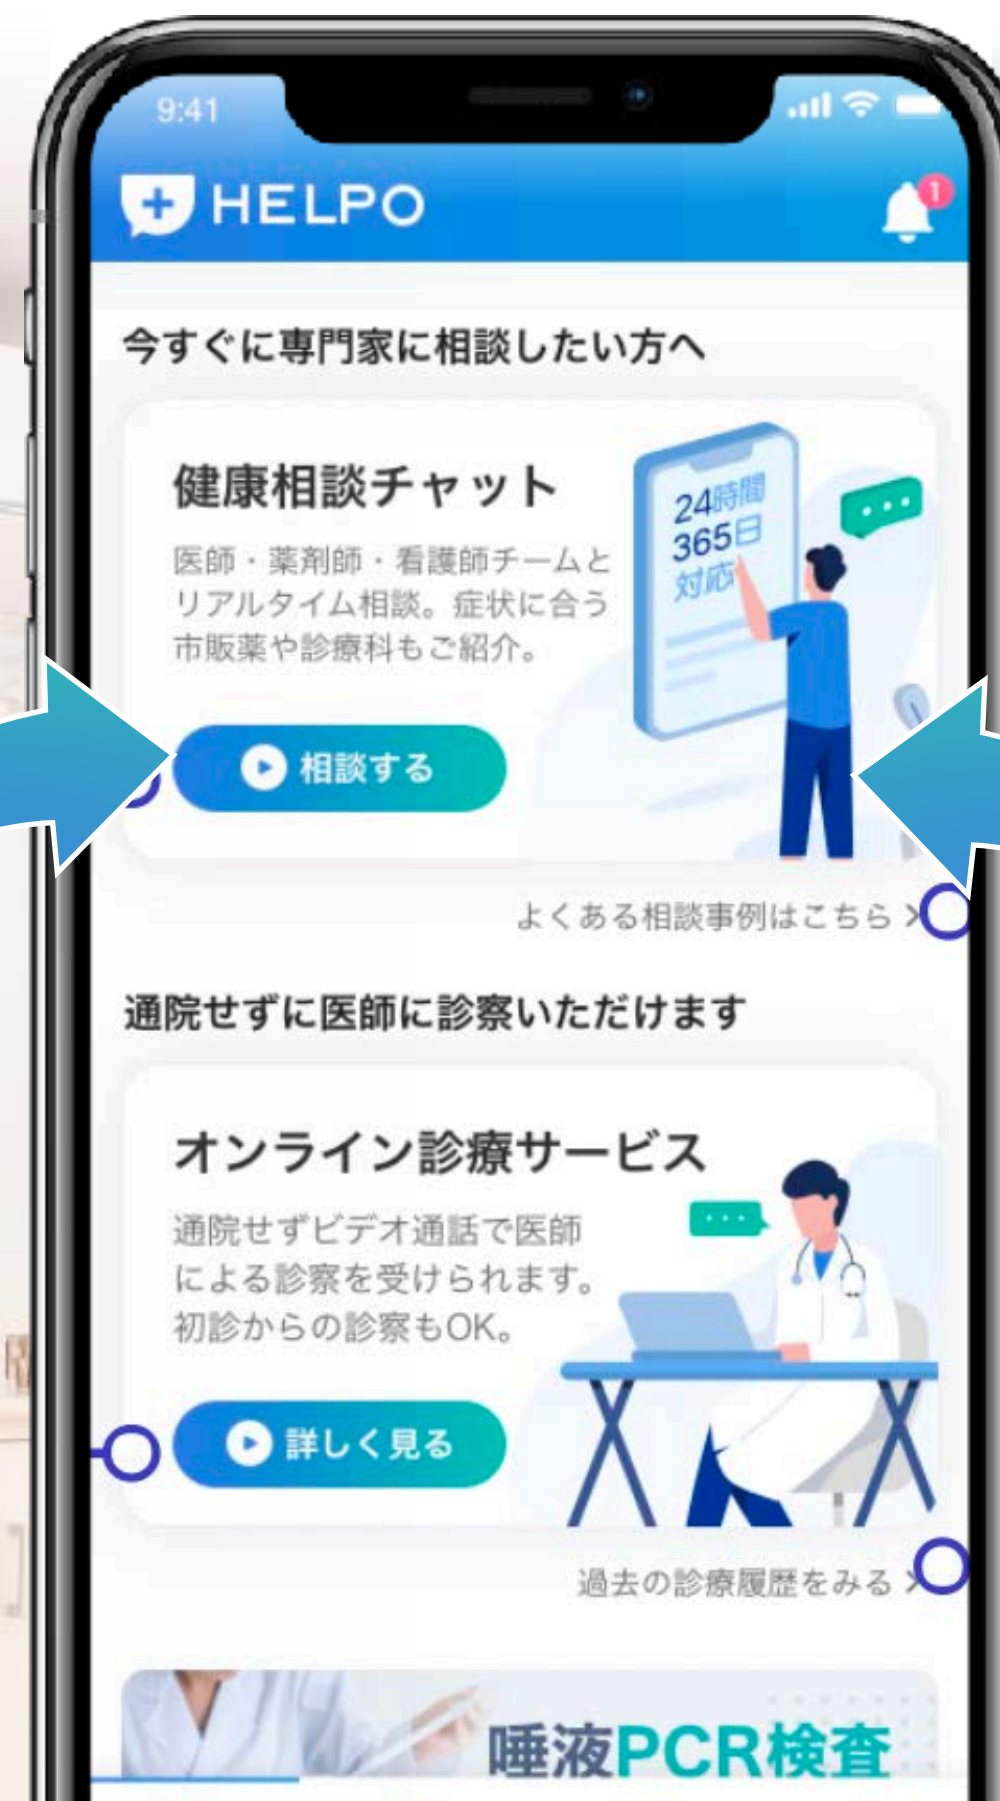 9:41
HELPO
1
今すぐに専門家に相談したい方へ
健康相談チャット
医師・薬剤師・看護師チームと
リアルタイム相談。症状に合う
市販薬や診療科もご紹介。
24時間
365日
対応
相談する
よくある相談事例はこちら
通院せずに医師に診察いただけます
オンライン診療サービス
通院せずビデオ通話で医師
による診察を受けられます。
初診からの診察もOK。
詳しく見る
過去の診療履歴をみる
唾液PCR検査